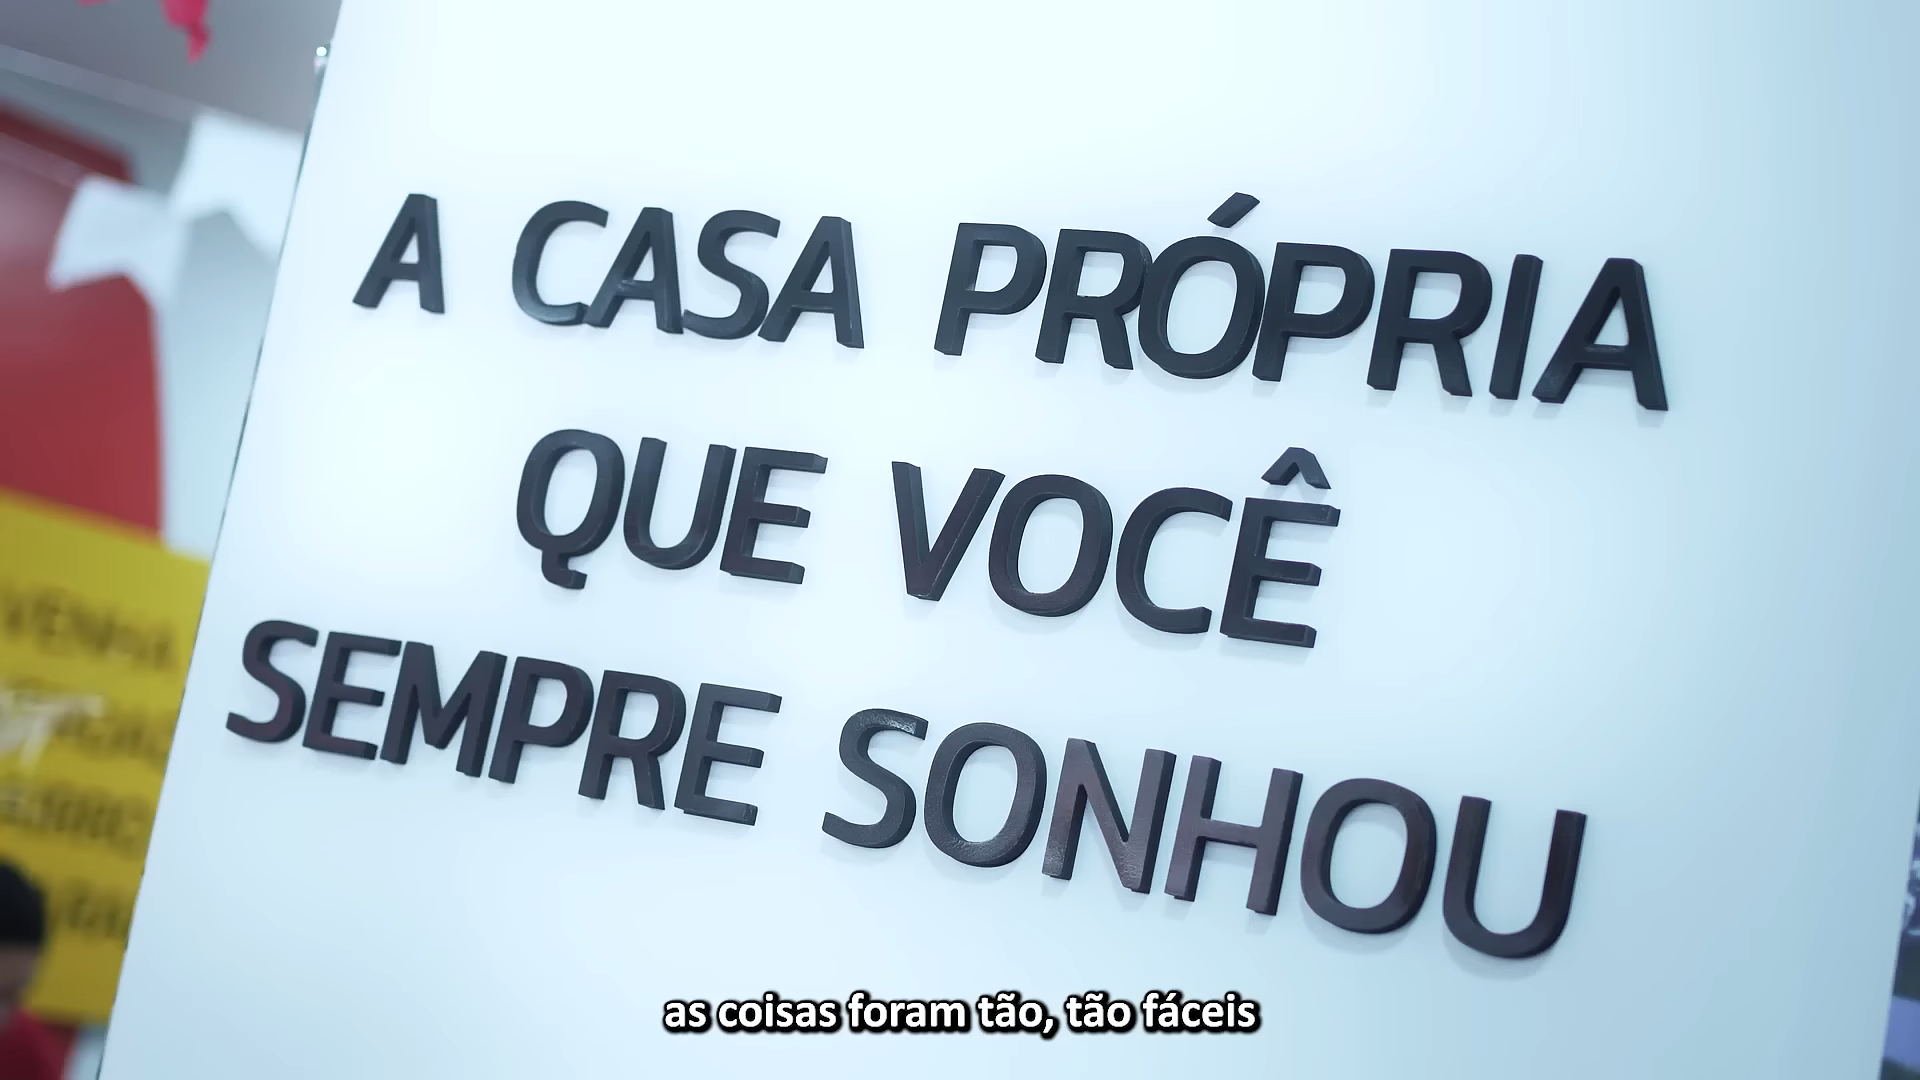 A CASA PRÓPRIA
QUE VOCÊ
SEMPRE SONHOU
as coisas foram tão, tão fáceis